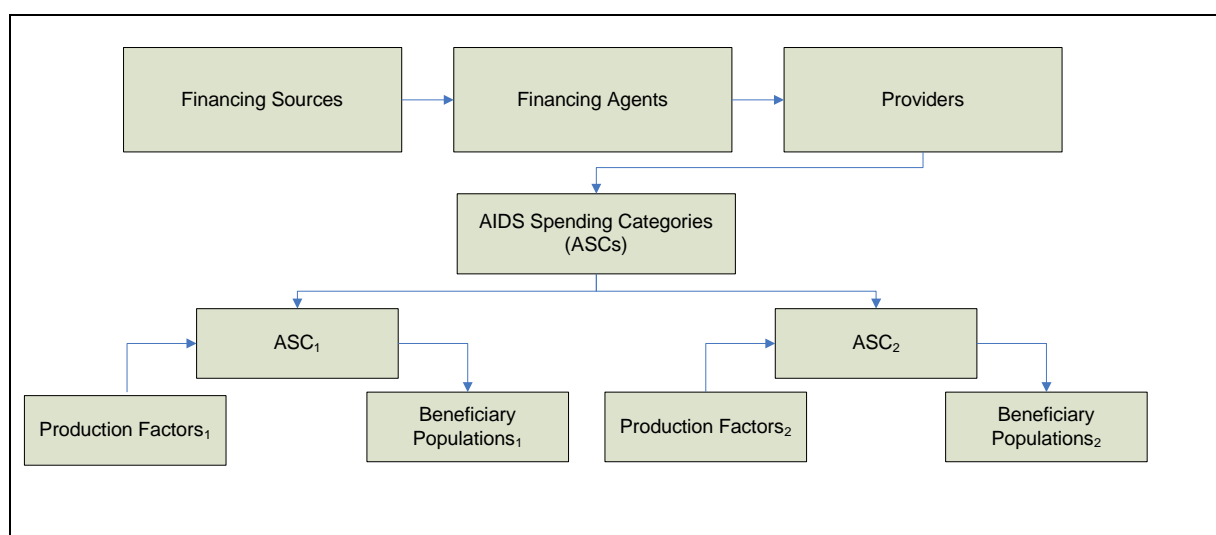 Financing Sources
Financing Agents
Providers
AIDS Spending Categories
(ASCs)
ASC₁
ASC₂
Production Factors₁
Beneficiary
Populations₁
Production Factors₂
Beneficiary
Populations₂